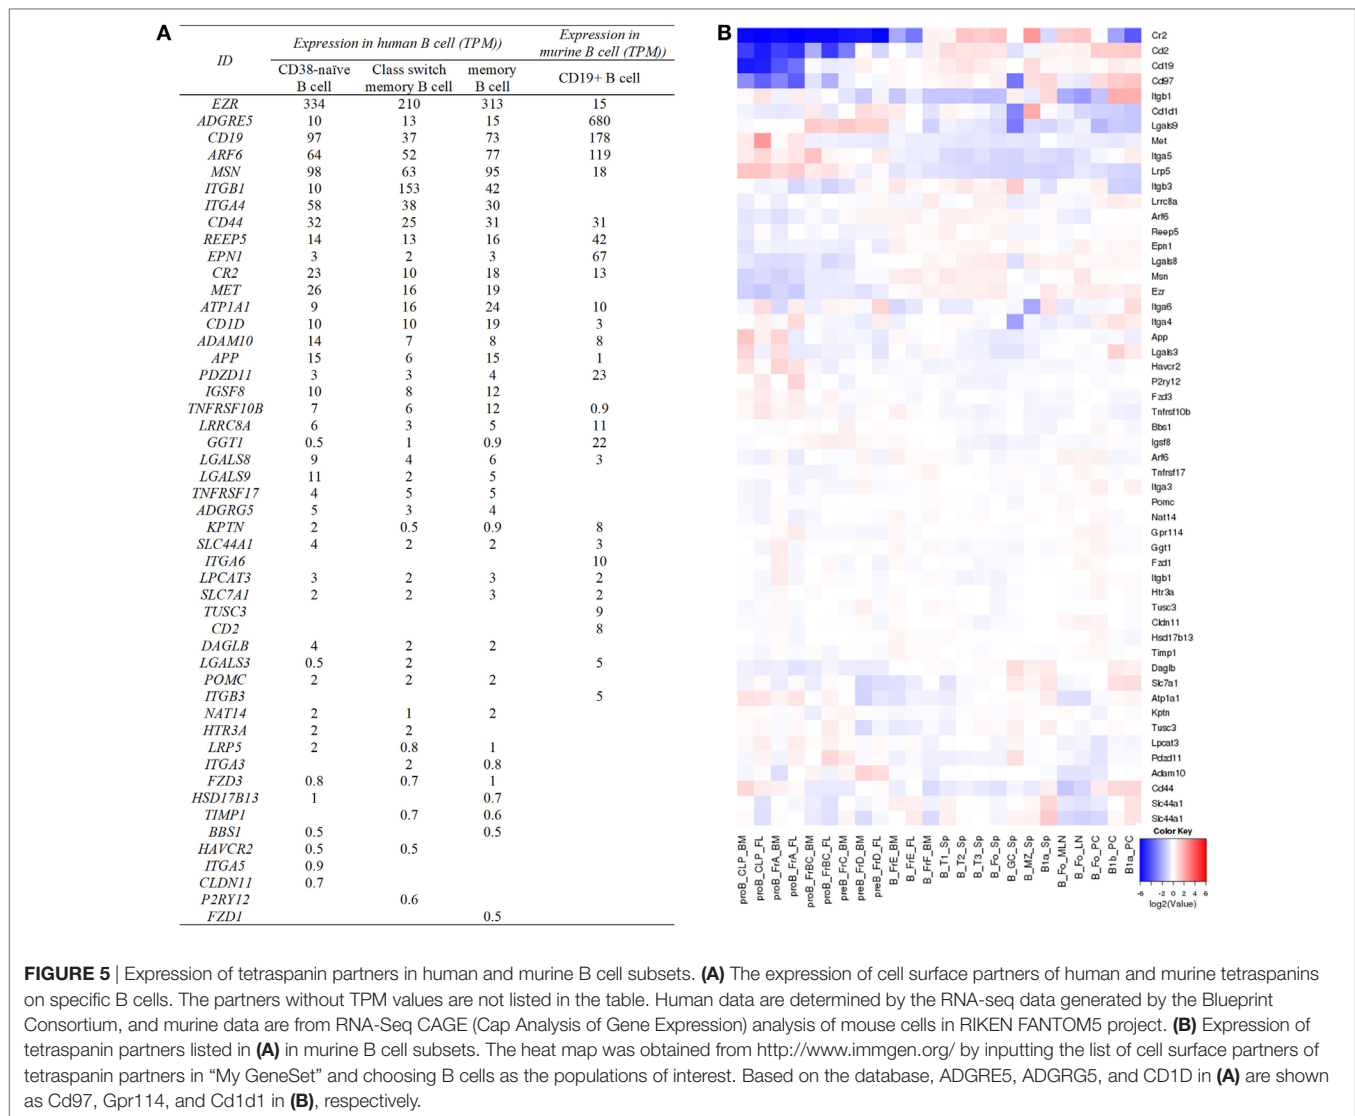 A
ID
Expression in human B cell (TPM))
Expression in
murine B cell (TPM))
CD38-naïve
B cell
Class switch
memory B cell
memory
B cell
CD19+ B cell
EZR 334 210 313 15
ADGRE5 10 13 15 680
CD19 97 37 73 178
ARF6 64 52 77 119
MSN 98 63 95 18
ITGB1 10 153 42
ITGA4 58 38 30
CD44 32 25 31 31
REEP5 14 13 16 42
EPN1 3 2 3 67
CR2 23 10 18 13
MET 26 16 19
ATP1A1 9 16 24 10
CD1D 10 10 19 3
ADAM10 14 7 8 8
APP 15 6 15 1
PDZD11 3 3 4 23
IGSF8 10 8 12
TNFRSF10B 7 6 12 0.9
LRRC8A 6 3 5 11
GGT1 0.5 1 0.9 22
LGALS8 9 4 6 3
LGALS9 11 2 5
TNFRSF17 4 5 5
ADGRG5 5 3 4
KPTN 2 0.5 0.9 8
SLC44A1 4 2 2 3
ITGA6 10
LPCAT3 3 2 3 2
SLC7A1 2 2 3 2
TUSC3 9
CD2 8
DAGLB 4 2 2
LGALS3 0.5 2 5
POMC 2 2 2
ITGB3 5
NAT14 2 1 2
HTR3A 2 2
LRP5 2 0.8 1
ITGA3 2 0.8
FZD3 0.8 0.7 1
HSD17B13 1 0.7
TIMP1 0.7 0.6
BBS1 0.5 0.5
HAVCR2 0.5 0.5
ITGA5 0.9
CLDN11 0.7
P2RY12 0.6
FZD1 0.5
B
Cr2
Cd2
Cd19
Cd97
Itgb1
Cd1d1
Lgals9
Met
Itga5
Lrp5
Itgb3
Lrrc8a
Arf6
Reep5
Epn1
Lgals8
Msn
Ezr
Itga6
Itga4
App
Lgals3
Havcr2
P2ry12
Fzd3
Tnfrsf10b
Bbs1
Igsf8
Arf6
Tnfrsf17
Itga3
Pomc
Nat14
Gpr114
Ggt1
Fzd1
Itgb1
Htr3a
Tusc3
Cldn11
Hsd17b13
Timp1
Daglb
Slc7a1
Atp1a1
Kptn
Tusc3
Lpcat3
Pdzd11
Adam10
Cd44
Slc44a1
Slc44a1
proB_CLP_BM
proB_CLP_FL
proB_FrA_BM
proB_FrA_FL
proB_FrBC_BM
proB_FrBC_FL
preB_FrC_BM
preB_FrD_BM
preB_FrD_FL
B_FrE_BM
B_FrE_FL
B_FrF_BM
B_T1_Sp
B_T2_Sp
B_T3_Sp
B_Fo_Sp
B_GC_Sp
B_MZ_Sp
B1a_Sp
B_Fo_MLN
B_Fo_LN
B_Fo_PC
B1b_PC
B1a_PC
Color Key
-6 -4 -2 0 2 4 6
log2(Value)
FIGURE 5 | Expression of tetraspanin partners in human and murine B cell subsets. (A) The expression of cell surface partners of human and murine tetraspanins
on specific B cells. The partners without TPM values are not listed in the table. Human data are determined by the RNA-seq data generated by the Blueprint
Consortium, and murine data are from RNA-Seq CAGE (Cap Analysis of Gene Expression) analysis of mouse cells in RIKEN FANTOM5 project. (B) Expression of
tetraspanin partners listed in (A) in murine B cell subsets. The heat map was obtained from http://www.immgen.org/ by inputting the list of cell surface partners of
tetraspanin partners in “My GeneSet” and choosing B cells as the populations of interest. Based on the database, ADGRE5, ADGRG5, and CD1D in (A) are shown
as Cd97, Gpr114, and Cd1d1 in (B), respectively.